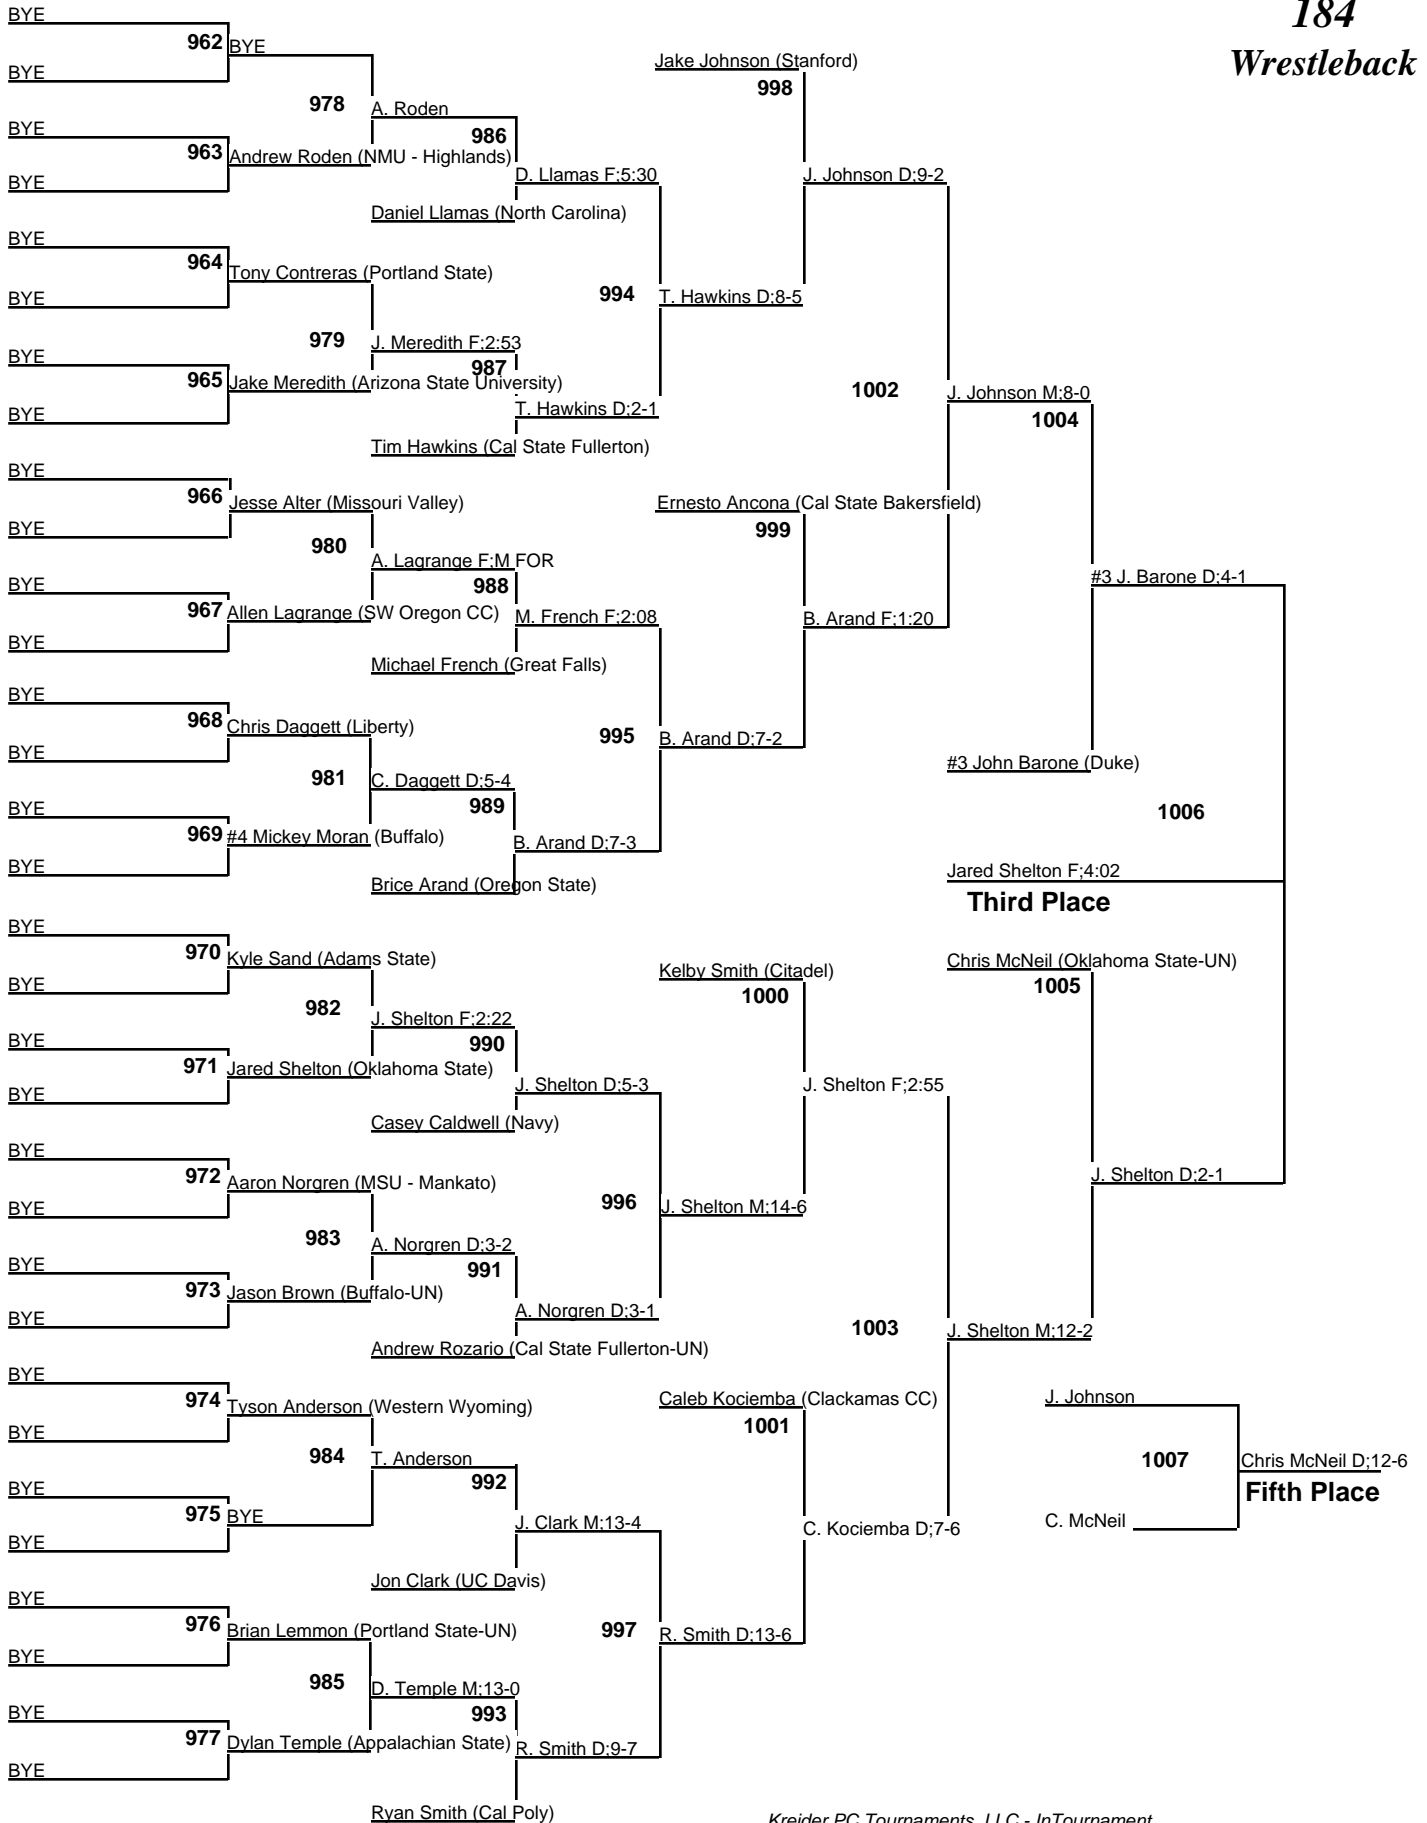 184
Wrestleback
BYE
962
BYE
BYE
978
A. Roden
BYE
963
Andrew Roden (NMU - Highlands)
BYE
986
D. Llamas F;5:30
Daniel Llamas (North Carolina)
BYE
964
Tony Contreras (Portland State)
BYE
979
J. Meredith F;2:53
BYE
965
Jake Meredith (Arizona State University)
BYE
987
T. Hawkins D;2-1
Tim Hawkins (Cal State Fullerton)
994
T. Hawkins D;8-5
Jake Johnson (Stanford)
998
J. Johnson D;9-2
BYE
966
Jesse Alter (Missouri Valley)
BYE
980
A. Lagrange F;M FOR
BYE
967
Allen Lagrange (SW Oregon CC)
BYE
988
M. French F;2:08
Michael French (Great Falls)
BYE
968
Chris Daggett (Liberty)
BYE
981
C. Daggett D;5-4
BYE
969
#4 Mickey Moran (Buffalo)
BYE
989
B. Arand D;7-3
Brice Arand (Oregon State)
995
B. Arand D;7-2
Ernesto Ancona (Cal State Bakersfield)
999
B. Arand F;1:20
1002
J. Johnson M;8-0
1004
#3 J. Barone D;4-1
#3 John Barone (Duke)
1006
Jared Shelton F;4:02
Third Place
BYE
970
Kyle Sand (Adams State)
BYE
982
J. Shelton F;2:22
BYE
971
Jared Shelton (Oklahoma State)
BYE
990
J. Shelton D;5-3
Casey Caldwell (Navy)
BYE
972
Aaron Norgren (MSU - Mankato)
BYE
983
A. Norgren D;3-2
BYE
973
Jason Brown (Buffalo-UN)
BYE
991
A. Norgren D;3-1
Andrew Rozario (Cal State Fullerton-UN)
996
J. Shelton M;14-6
Kelby Smith (Citadel)
1000
J. Shelton F;2:55
Chris McNeil (Oklahoma State-UN)
1005
J. Shelton D;2-1
1003
J. Shelton M;12-2
BYE
974
Tyson Anderson (Western Wyoming)
BYE
984
T. Anderson
BYE
975
BYE
BYE
992
J. Clark M;13-4
Jon Clark (UC Davis)
BYE
976
Brian Lemmon (Portland State-UN)
BYE
985
D. Temple M;13-0
BYE
977
Dylan Temple (Appalachian State)
BYE
993
R. Smith D;9-7
Ryan Smith (Cal Poly)
997
R. Smith D;13-6
Caleb Kociemba (Clackamas CC)
1001
C. Kociemba D;7-6
J. Johnson
1007
Chris McNeil D;12-6
Fifth Place
C. McNeil
Kreider PC Tournaments, LLC - InTournament